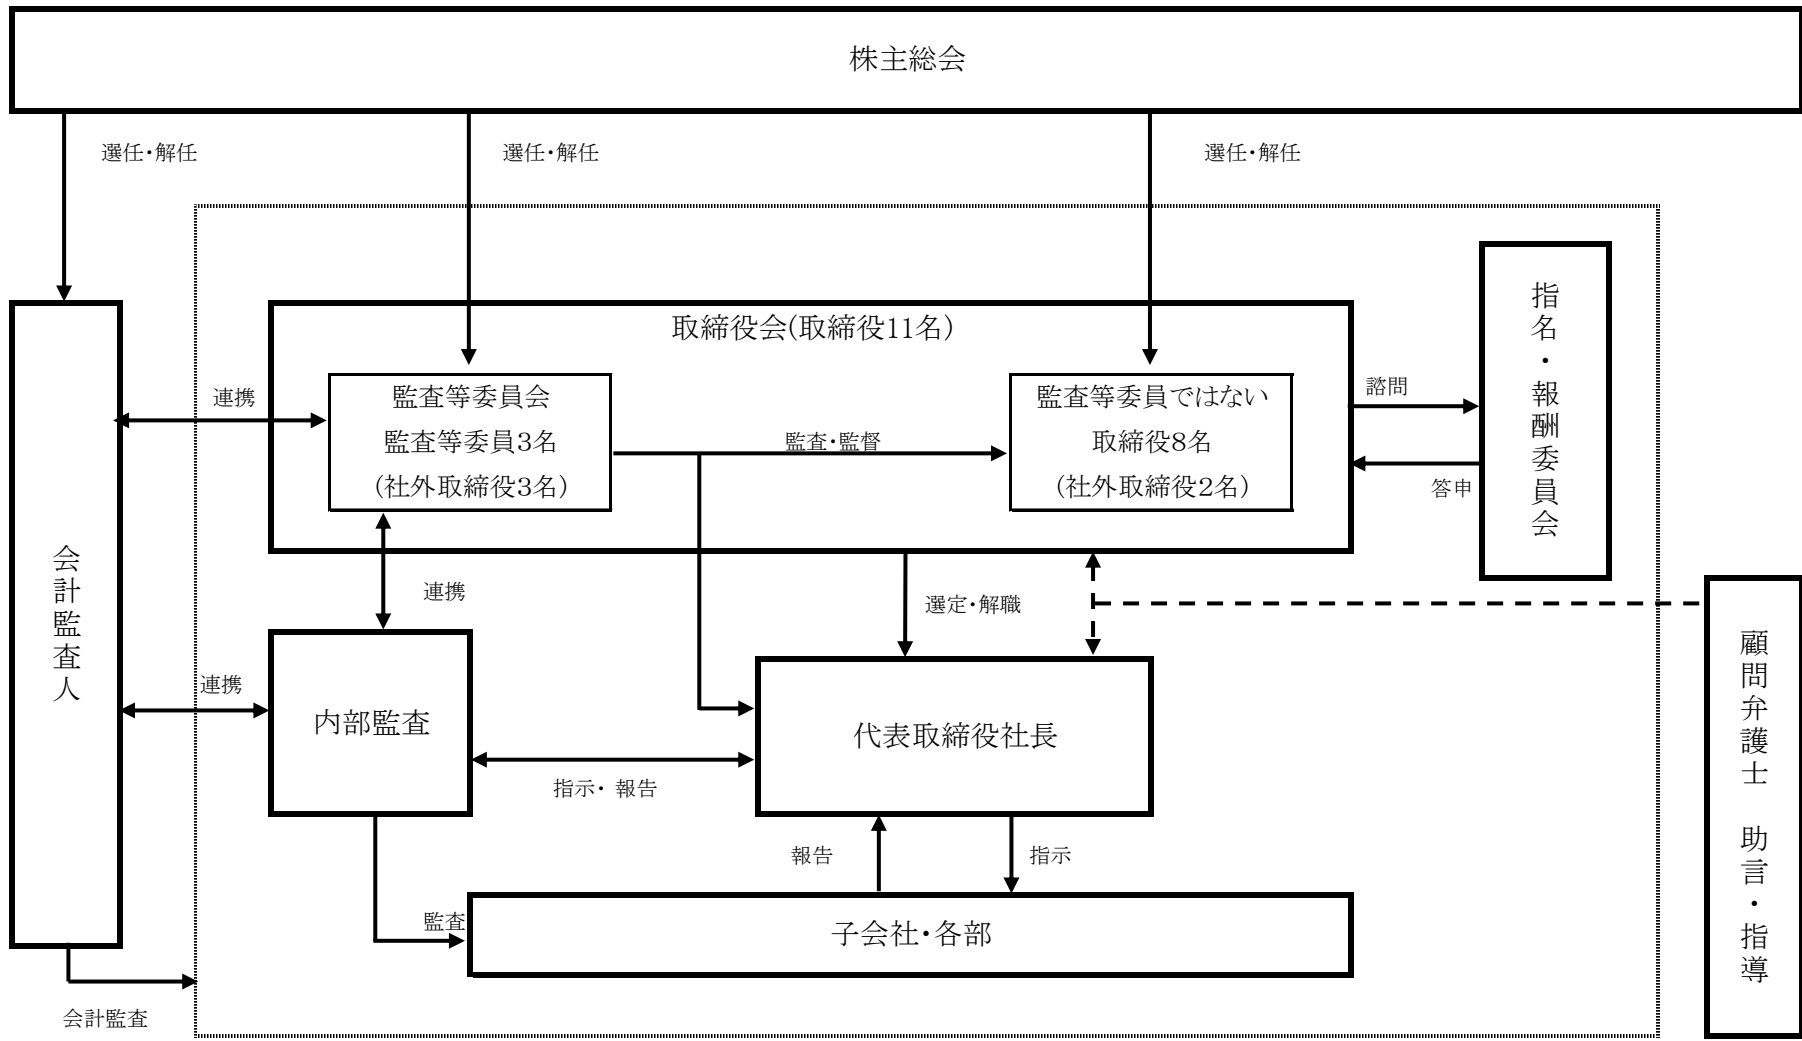 株主総会
選任・解任
選任・解任
選任・解任
取締役会(取締役11名)
指名・報酬委員会
監査等委員会
監査等委員3名
(社外取締役3名)
監査等委員ではない
取締役8名
(社外取締役2名)
連携
監査・監督
諮問
答申
会計監査人
連携
選定・解職
顧問弁護士 助言・指導
連携
内部監査
代表取締役社長
指示・ 報告
報告
指示
監査
子会社・各部
会計監査